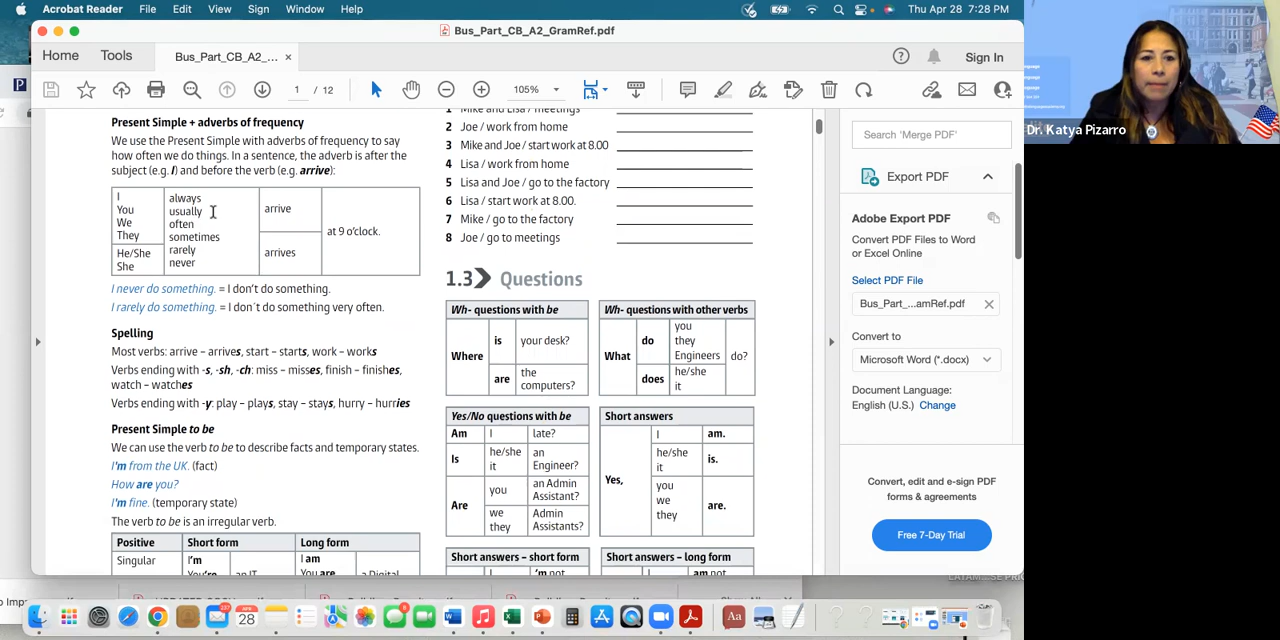 Acrobat Reader File Edit View Sign Window Help
Thu Apr 28 7:28 PM
Bus_Part_CB_A2_GramRef.pdf
Home Tools Bus_Part_CB_A2_... × Sign In
1 / 12 105%
Present Simple + adverbs of frequency
We use the Present Simple with adverbs of frequency to say
how often we do things. In a sentence, the adverb is after the
subject (e.g. I) and before the verb (e.g. arrive):
I
You
We
They
He/She
She
always
usually
often
sometimes
rarely
never
arrive
arrives
at 9 o'clock.
I never do something. = I don't do something.
I rarely do something. = I don´t do something very often.
Spelling
Most verbs: arrive – arrives, start – starts, work – works
Verbs ending with -s, -sh, -ch: miss – misses, finish – finishes,
watch – watches
Verbs ending with -y: play – plays, stay – stays, hurry – hurries
Present Simple to be
We can use the verb to be to describe facts and temporary states.
I'm from the UK. (fact)
How are you?
I'm fine. (temporary state)
The verb to be is an irregular verb.
Positive Short form Long form
Singular I'm I am
1 Mike and Lisa / meetings
2 Joe / work from home
3 Mike and Joe / start work at 8.00
4 Lisa / work from home
5 Lisa and Joe / go to the factory
6 Lisa / start work at 8.00.
7 Mike / go to the factory
8 Joe / go to meetings
1.3 Questions
Wh- questions with be
Where
is your desk?
are the
computers?
Wh- questions with other verbs
What
do you
they
Engineers
does he/she
it
do?
Yes/No questions with be
Am I late?
Is he/she
it
an
Engineer?
Are
you an Admin
Assistant?
we
they
Admin
Assistants?
Short answers
Yes,
I am.
he/she
it
is.
you
we
they
are.
Short answers – short form
Short answers – long form
Search 'Merge PDF'
Export PDF
Adobe Export PDF
Convert PDF Files to Word
or Excel Online
Select PDF File
Bus_Part_...amRef.pdf ×
Convert to
Microsoft Word (*.docx)
Document Language:
English (U.S.) Change
Convert, edit and e-sign PDF
forms & agreements
Free 7-Day Trial
Dr. Katya Pizarro